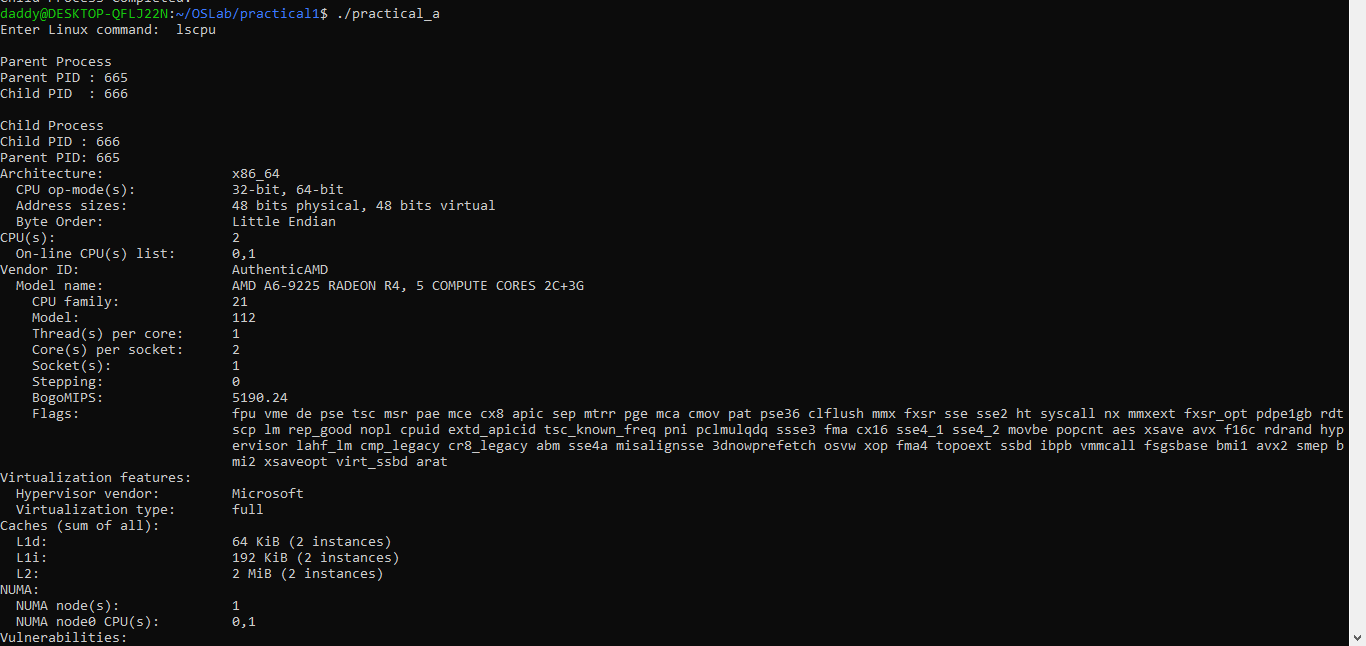 Child Process Completed.
daddy@DESKTOP-QFLJ22N:~/OSLab/practical1$ ./practical_a
Enter Linux command:  lscpu
Parent Process
Parent PID : 665
Child PID  : 666
Child Process
Child PID : 666
Parent PID: 665
Architecture:                x86_64
  CPU op-mode(s):            32-bit, 64-bit
  Address sizes:             48 bits physical, 48 bits virtual
  Byte Order:                Little Endian
CPU(s):                      2
  On-line CPU(s) list:       0,1
Vendor ID:                   AuthenticAMD
  Model name:                AMD A6-9225 RADEON R4, 5 COMPUTE CORES 2C+3G
    CPU family:              21
    Model:                   112
    Thread(s) per core:      1
    Core(s) per socket:      2
    Socket(s):               1
    Stepping:                0
    BogoMIPS:                5190.24
    Flags:                   fpu vme de pse tsc msr pae mce cx8 apic sep mtrr pge mca cmov pat pse36 clflush mmx fxsr sse sse2 ht syscall nx mmxext fxsr_opt pdpe1gb rdt
                             scp lm rep_good nopl cpuid extd_apicid tsc_known_freq pni pclmulqdq ssse3 fma cx16 sse4_1 sse4_2 movbe popcnt aes xsave avx f16c rdrand hyp
                             ervisor lahf_lm cmp_legacy cr8_legacy abm sse4a misalignsse 3dnowprefetch osvw xop fma4 topoext ssbd ibpb vmmcall fsgsbase bmi1 avx2 smep b
                             mi2 xsaveopt virt_ssbd arat
Virtualization features:
  Hypervisor vendor:         Microsoft
  Virtualization type:       full
Caches (sum of all):
  L1d:                       64 KiB (2 instances)
  L1i:                       192 KiB (2 instances)
  L2:                        2 MiB (2 instances)
NUMA:
  NUMA node(s):              1
  NUMA node0 CPU(s):         0,1
Vulnerabilities: